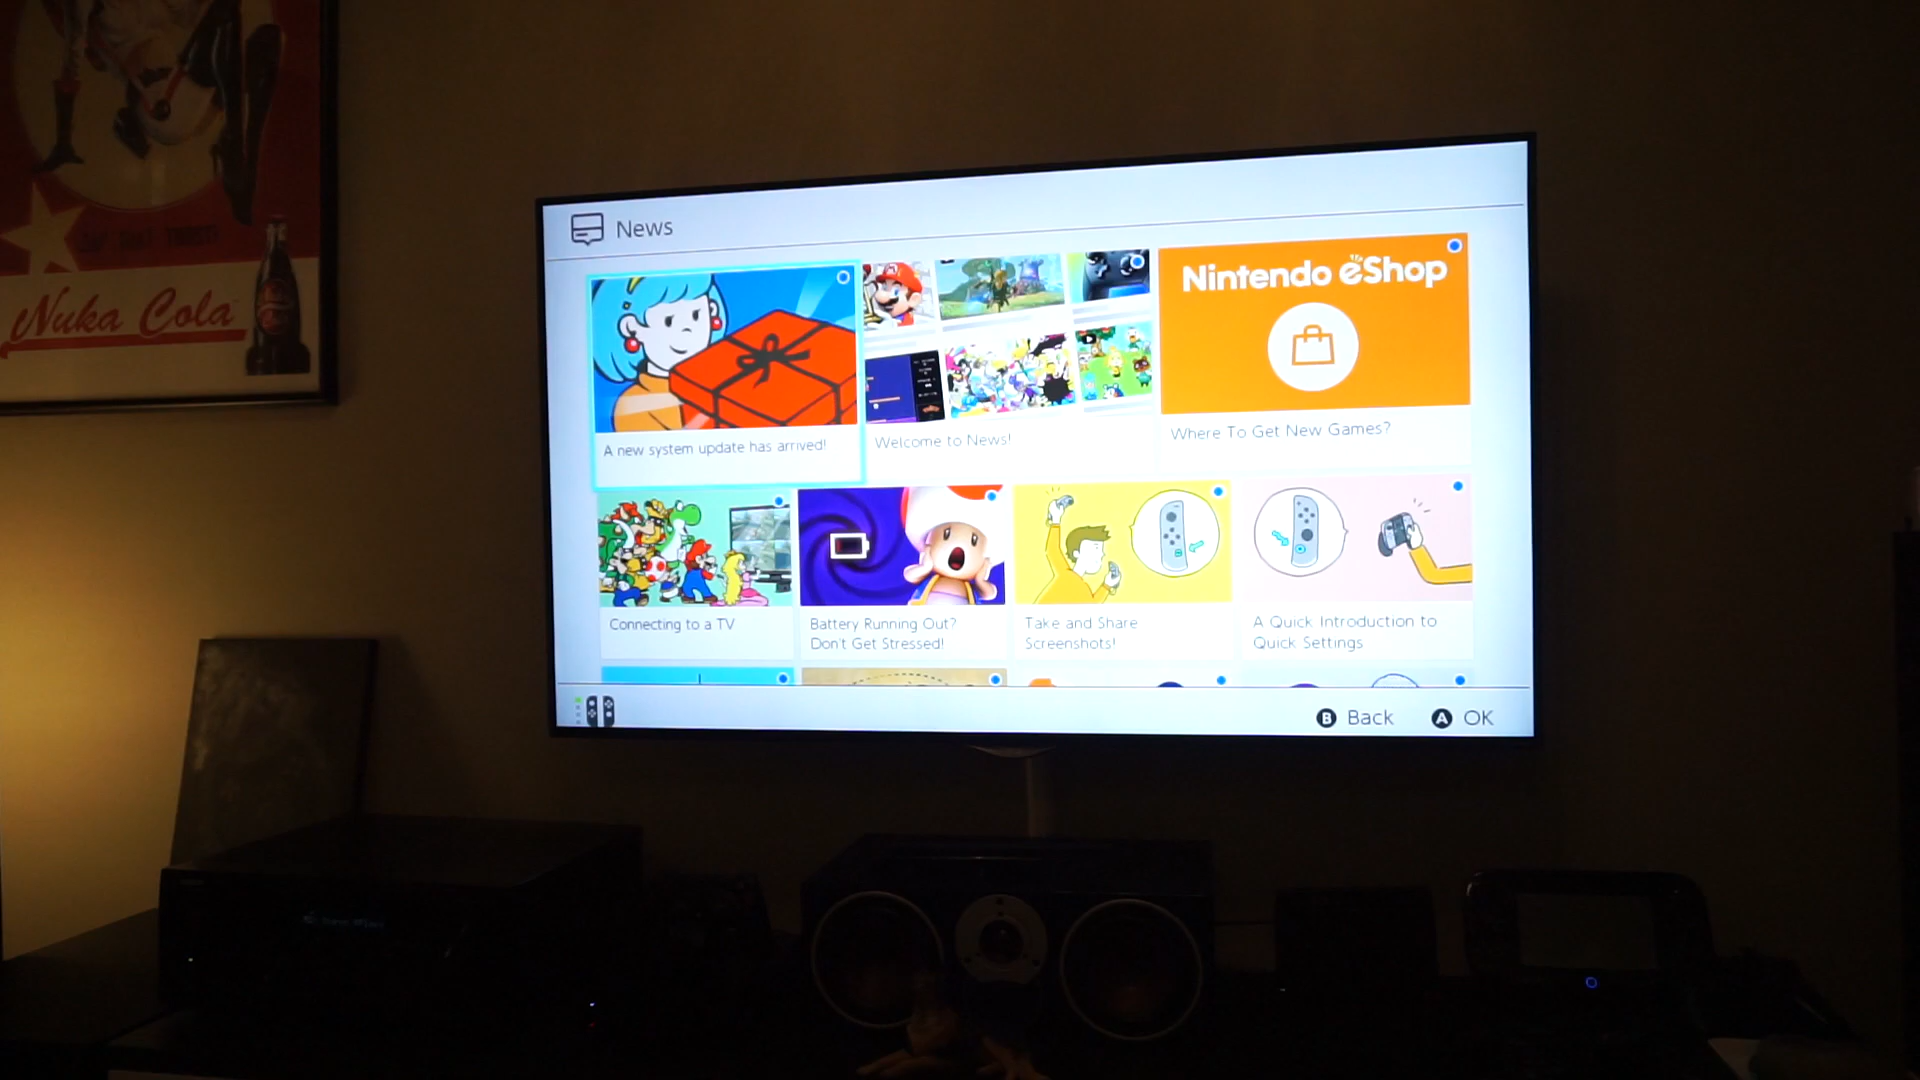 News
Nintendo eShop
A new system update has arrived!
Welcome to News!
Where To Get New Games?
Connecting to a TV
Battery Running Out?
Don't Get Stressed!
Take and Share
Screenshots!
A Quick Introduction to
Quick Settings
B Back
A OK
Nuka Cola